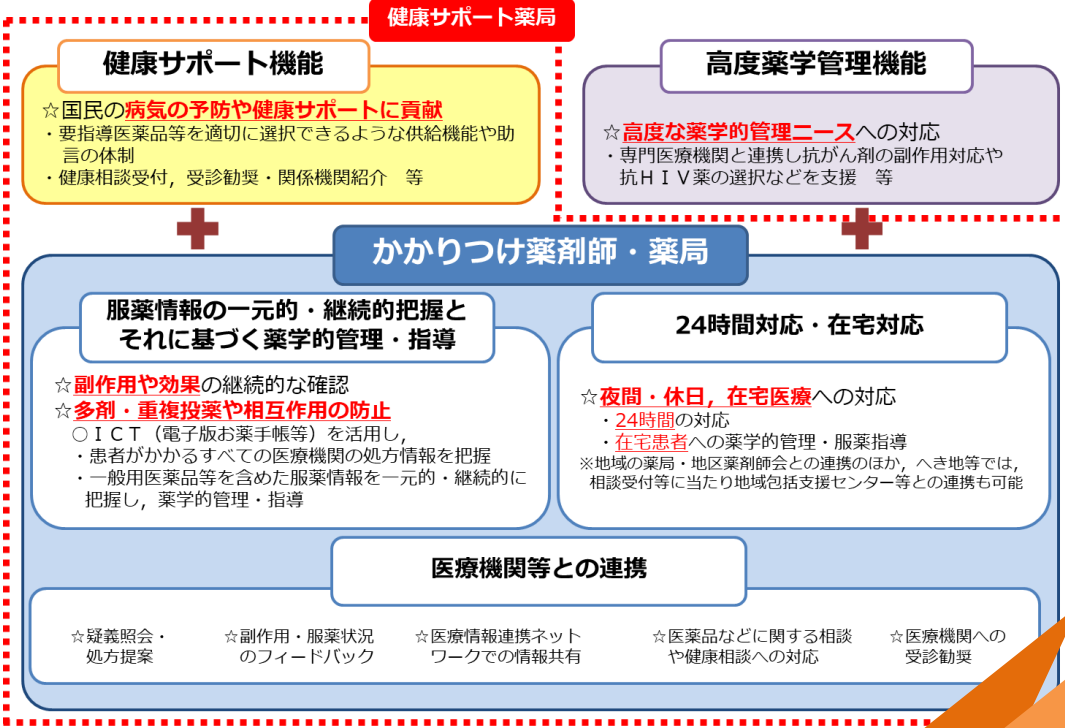 健康サポート薬局
健康サポート機能
☆国民の病気の予防や健康サポートに貢献
・要指導医薬品等を適切に選択できるような供給機能や助
言の体制
・健康相談受付，受診勧奨・関係機関紹介　等
高度薬学管理機能
☆高度な薬学的管理ニースへの対応
・専門医療機関と連携し抗がん剤の副作用対応や
抗ＨＩＶ薬の選択などを支援　等
かかりつけ薬剤師・薬局
服薬情報の一元的・継続的把握と
それに基づく薬学的管理・指導
☆副作用や効果の継続的な確認
☆多剤・重複投薬や相互作用の防止
○ＩＣＴ（電子版お薬手帳等）を活用し，
・患者がかかるすべての医療機関の処方情報を把握
・一般用医薬品等を含めた服薬情報を一元的・継続的に
把握し，薬学的管理・指導
24時間対応・在宅対応
☆夜間・休日，在宅医療への対応
・24時間の対応
・在宅患者への薬学的管理・服薬指導
※地域の薬局・地区薬剤師会との連携のほか，へき地等では，
相談受付等に当たり地域包括支援センター等との連携も可能
医療機関等との連携
☆疑義照会・
処方提案
☆副作用・服薬状況
のフィードバック
☆医療情報連携ネット
ワークでの情報共有
☆医薬品などに関する相談
や健康相談への対応
☆医療機関への
受診勧奨